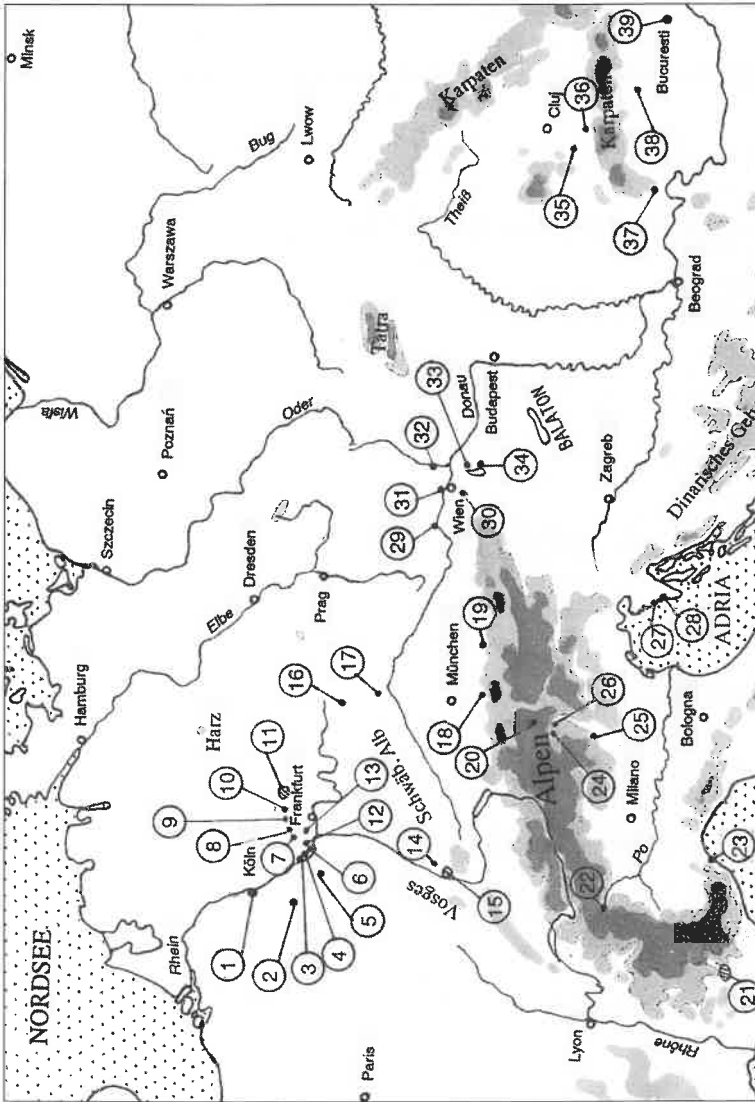 NORDSEE
Hamburg
Szczecin
Minsk
Wisła
Poznań
Warszawa
Bug
Elbe
Oder
Harz
Dresden
Lwow
Rhein
Köln
Frankfurt
Prag
Paris
Schwäb. Alb
Vosges
Tatra
Karpaten
Theiß
München
Wien
Donau
Budapest
BALATON
Cluj
Karpaten
Bucuresti
Alpen
Lyon
Rhône
Milano
Po
Bologna
Zagreb
Beograd
ADRIA
Dinarisches Geb
1
2
3
4
5
6
7
8
9
10
11
12
13
14
15
16
17
18
19
20
21
22
23
24
25
26
27
28
29
30
31
32
33
34
35
36
37
38
39